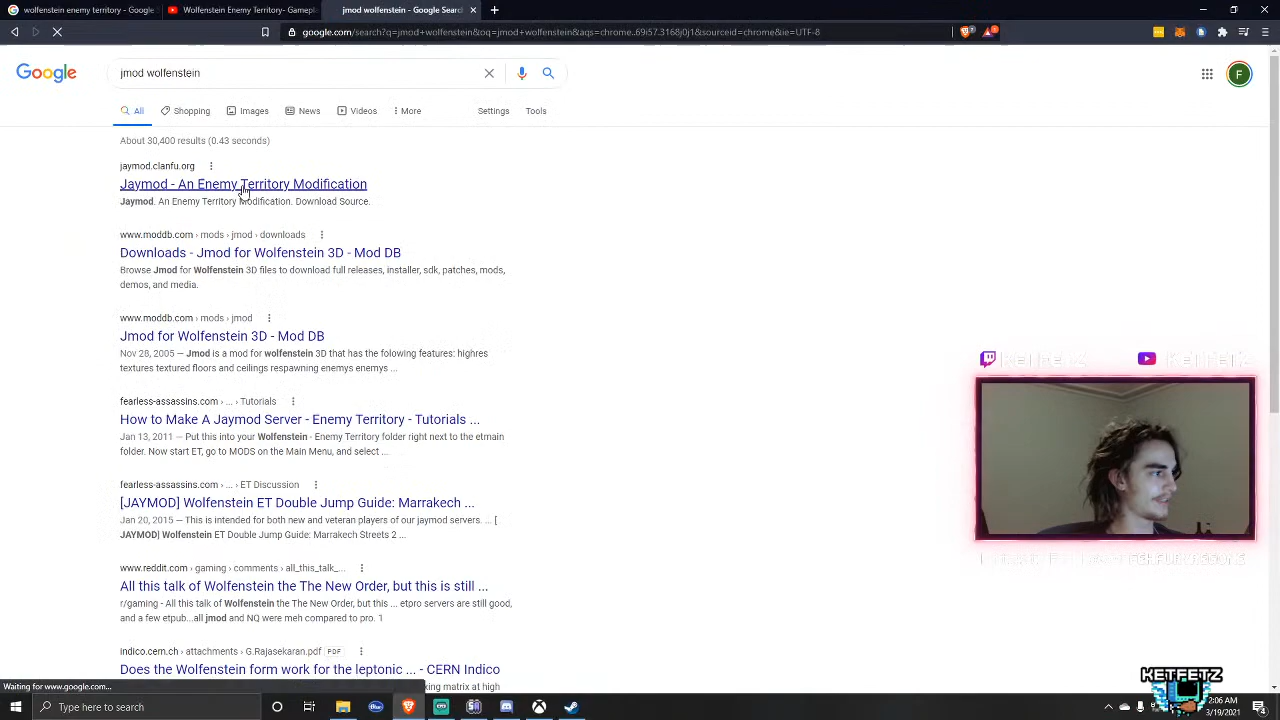 wolfenstein enemy territory - Google
Wolfenstein Enemy Territory- Gamepl
jmod wolfenstein - Google Searc
google.com/search?q=jmod+wolfenstein&oq=jmod+wolfenstein&aqs=chrome..69i57.3168j0j1&sourceid=chrome&ie=UTF-8
Google
jmod wolfenstein
F
All
Shopping
Images
News
Videos
More
Settings
Tools
About 30,400 results (0.43 seconds)
jaymod.clanfu.org
Jaymod - An Enemy Territory Modification
Jaymod. An Enemy Territory Modification. Download Source.
www.moddb.com › mods › jmod › downloads
Downloads - Jmod for Wolfenstein 3D - Mod DB
Browse Jmod for Wolfenstein 3D files to download full releases, installer, sdk, patches, mods,
demos, and media.
www.moddb.com › mods › jmod
Jmod for Wolfenstein 3D - Mod DB
Nov 28, 2005 — Jmod is a mod for wolfenstein 3D that has the folowing features: highres
textures textured floors and ceilings respawning enemys enemys ...
fearless-assassins.com › ... › Tutorials
How to Make A Jaymod Server - Enemy Territory - Tutorials ...
Jan 13, 2011 — Put this into your Wolfenstein - Enemy Territory folder right next to the etmain
folder. Now start ET, go to MODS on the Main Menu, and select ...
fearless-assassins.com › ... › ET Discussion
[JAYMOD] Wolfenstein ET Double Jump Guide: Marrakech ...
Jan 20, 2015 — This is intended for both new and veteran players of our jaymod servers. ... [
JAYMOD] Wolfenstein ET Double Jump Guide: Marrakech Streets 2 ...
www.reddit.com › gaming › comments › all_this_talk_...
All this talk of Wolfenstein the The New Order, but this is still ...
r/gaming - All this talk of Wolfenstein the The New Order, but this ... etpro servers are still good,
and a few etpub...all jmod and NQ were meh compared to pro. 1
indico.cern.ch › attachments › G.Rajasekaran.pdf PDF
Does the Wolfenstein form work for the leptonic ... - CERN Indico
king matrix at high
KETFETZ
KETFETZ
KETFETZ
Waiting for www.google.com...
Type here to search
2:06 AM
3/19/2021